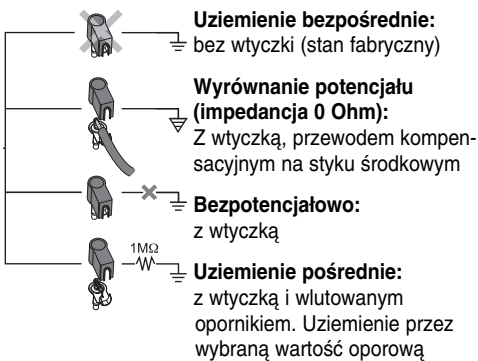 Uziemienie bezpośrednie:
bez wtyczki (stan fabryczny)
Wyrównanie potencjału
(impedancja 0 Ohm):
Z wtyczką, przewodem kompen-
sacyjnym na styku środkowym
Bezpotencjałowo:
z wtyczką
1MΩ
Uziemienie pośrednie:
z wtyczką i wlutowanym
opornikiem. Uziemienie przez
wybraną wartość oporową